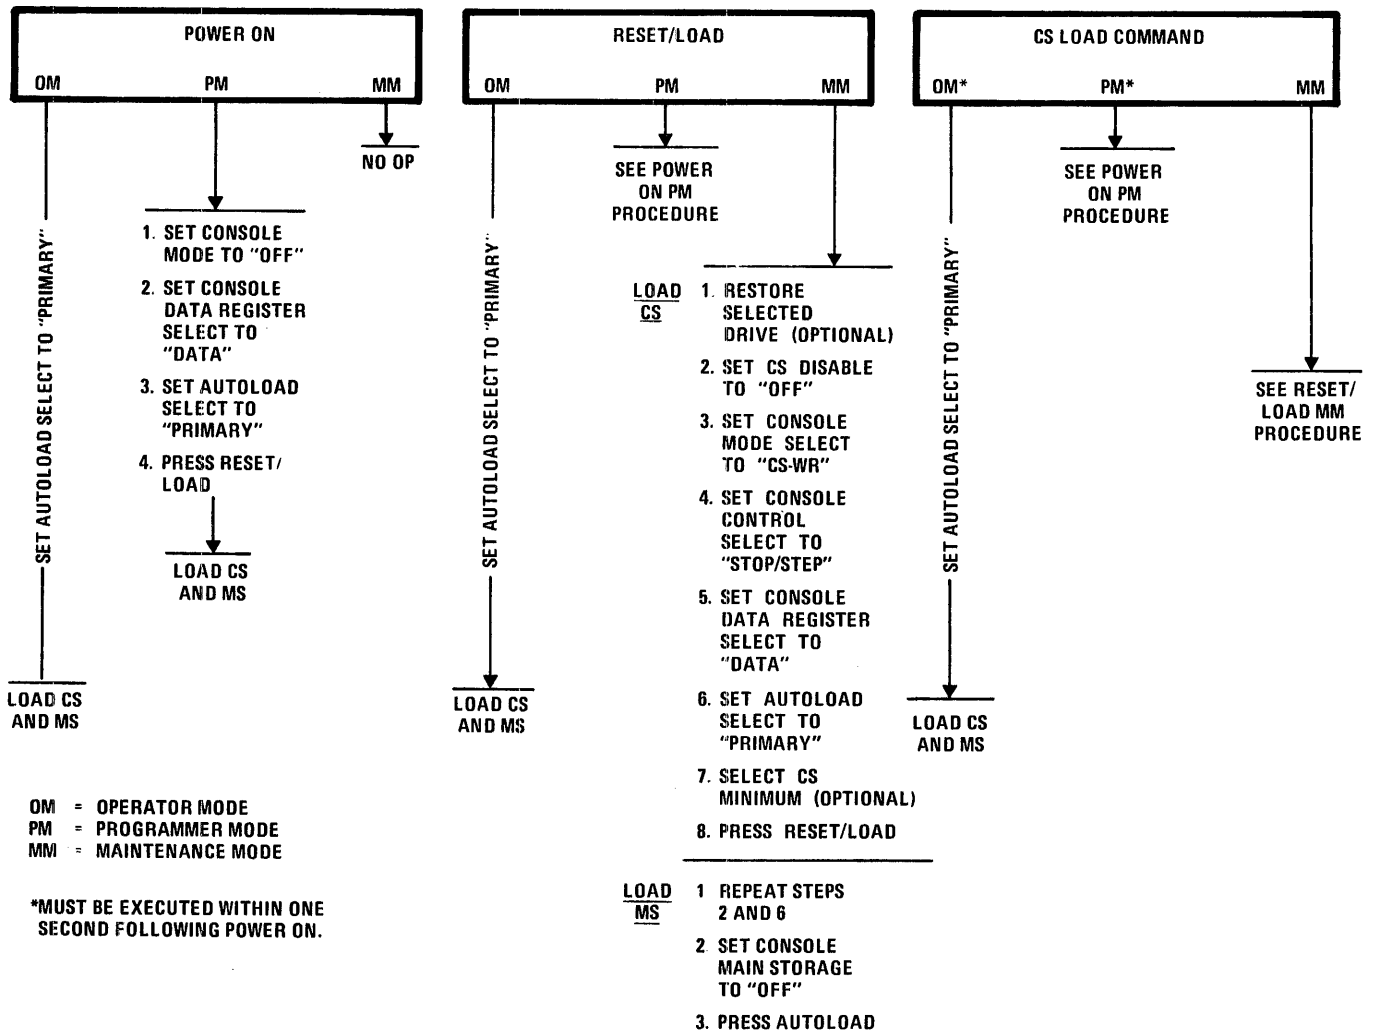 POWER ON
OM PM MM
NO OP
SET AUTOLOAD SELECT TO "PRIMARY"
1. SET CONSOLE
MODE TO "OFF"
2. SET CONSOLE
DATA REGISTER
SELECT TO
"DATA"
3. SET AUTOLOAD
SELECT TO
"PRIMARY"
4. PRESS RESET/
LOAD
LOAD CS
AND MS
LOAD CS
AND MS
RESET/LOAD
OM PM MM
SEE POWER
ON PM
PROCEDURE
SET AUTOLOAD SELECT TO "PRIMARY"
LOAD CS
AND MS
LOAD
CS
1. RESTORE
SELECTED
DRIVE (OPTIONAL)
2. SET CS DISABLE
TO "OFF"
3. SET CONSOLE
MODE SELECT
TO "CS-WR"
4. SET CONSOLE
CONTROL
SELECT TO
"STOP/STEP"
5. SET CONSOLE
DATA REGISTER
SELECT TO
"DATA"
6. SET AUTOLOAD
SELECT TO
"PRIMARY"
7. SELECT CS
MINIMUM (OPTIONAL)
8. PRESS RESET/LOAD
LOAD
MS
1 REPEAT STEPS
2 AND 6
2 SET CONSOLE
MAIN STORAGE
TO "OFF"
3. PRESS AUTOLOAD
CS LOAD COMMAND
OM* PM* MM
SEE POWER
ON PM
PROCEDURE
SET AUTOLOAD SELECT TO "PRIMARY"
LOAD CS
AND MS
SEE RESET/
LOAD MM
PROCEDURE
OM = OPERATOR MODE
PM = PROGRAMMER MODE
MM = MAINTENANCE MODE
*MUST BE EXECUTED WITHIN ONE
SECOND FOLLOWING POWER ON.